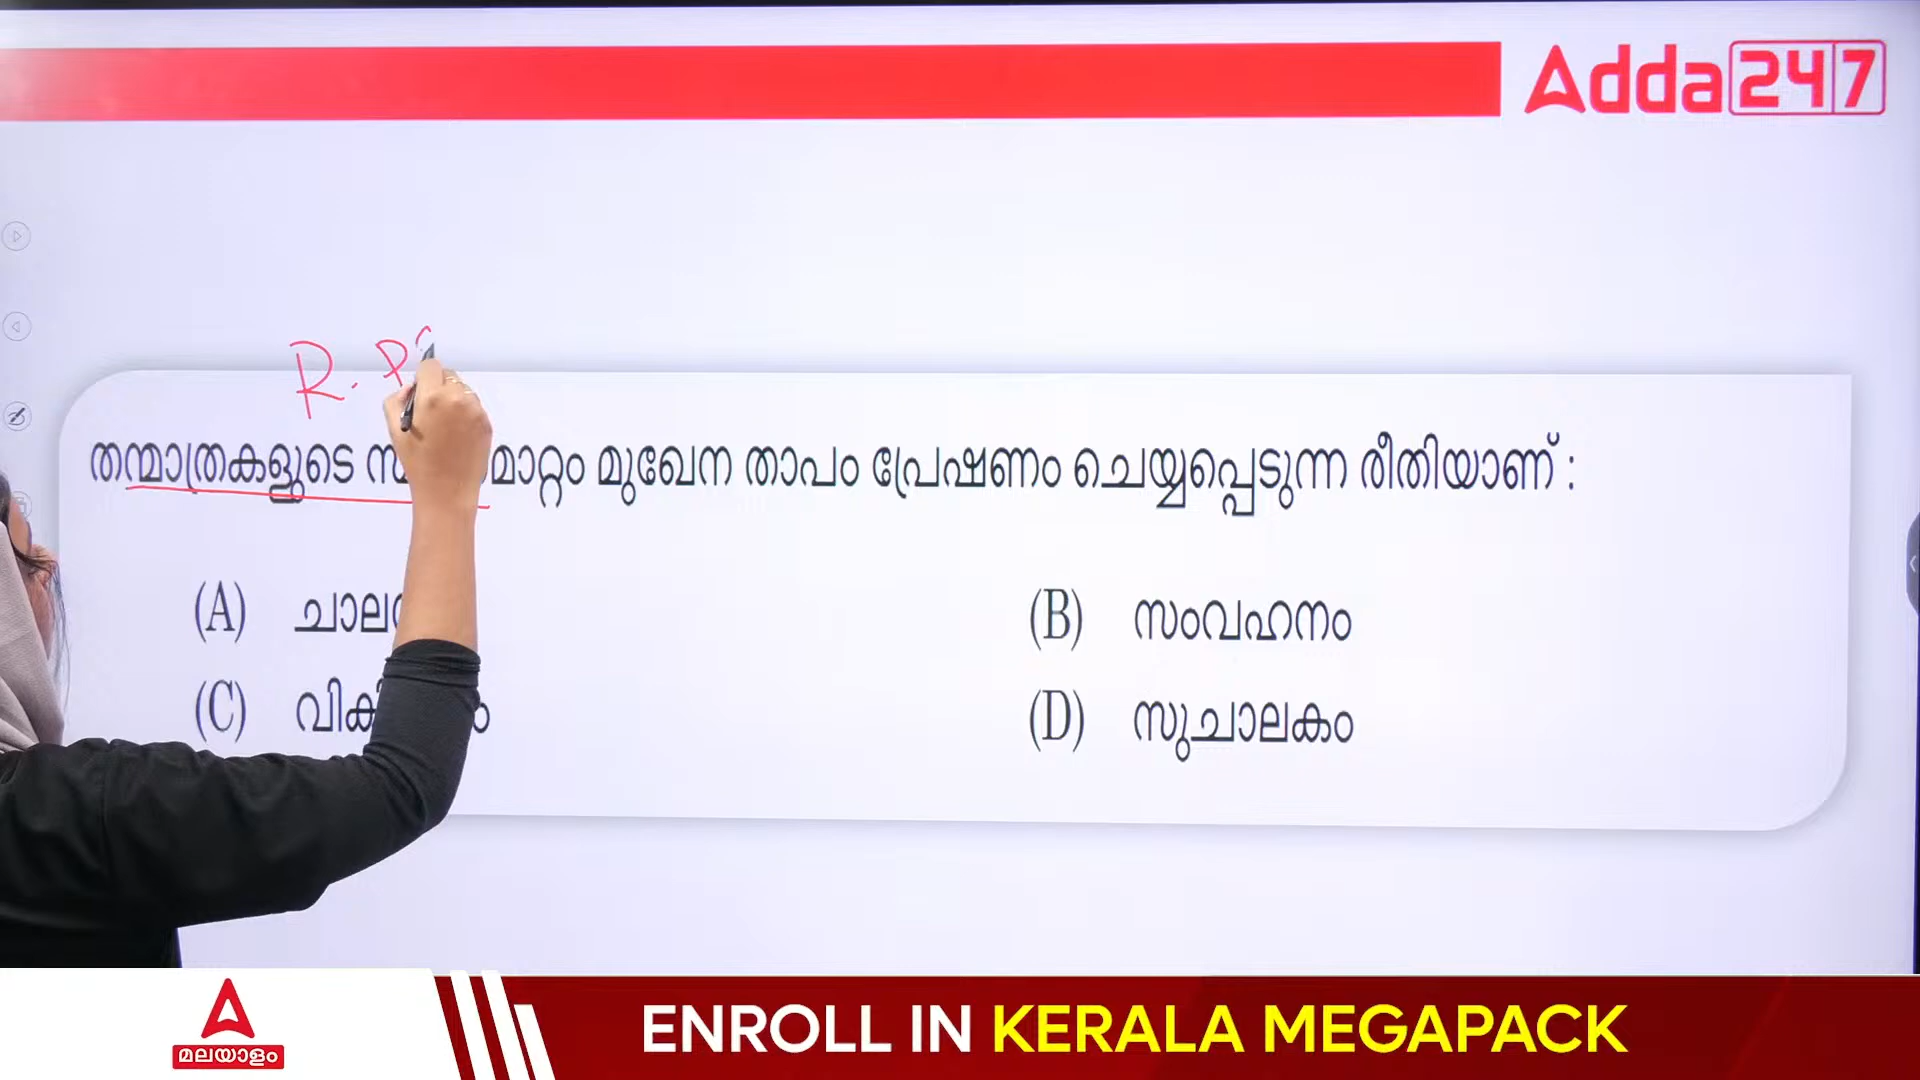 Adda247
R. P
തന്മാത്രകളുടെ മാറ്റം മുഖേന താപം പ്രേഷണം ചെയ്യപ്പെടുന്ന രീതിയാണ് :
(A)
(B) സംവഹനം
(C)
(D) സുചാലകം
മലയാളം
ENROLL IN KERALA MEGAPACK